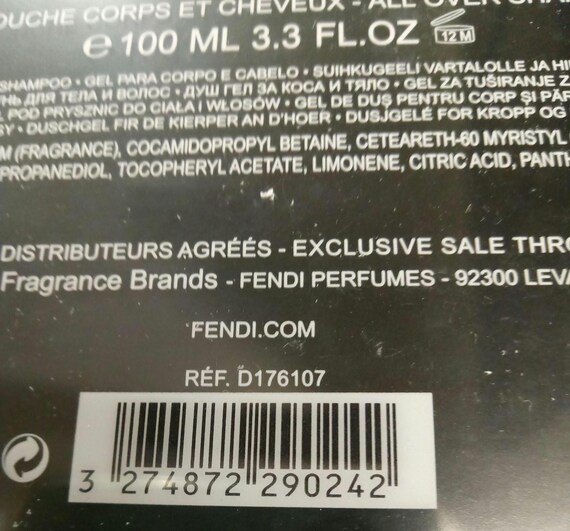 DOUCHE CORPS ET CHEVEUX - ALL OVER
e 100 ML 3.3 FL.OZ 12 M
SHAMPOO • GEL PARA CORPO E CABELO • SUIHKUGEELI VARTALOLLE JA
ДЛЯ ТЕЛА И ВОЛОС • ДУШ ГЕЛ ЗА КОСА И ТЯЛО • GEL ZA TUŠIRANJE
POD PRYSZNIC DO CIAŁA I WŁOSÓW • GEL DE DUŞ PENTRU CORP ŞI
• DUSCHGEL FIR DE KIERPER AN D'HOER • DUSJGELÉ FOR KROPP OG
(FRAGRANCE), COCAMIDOPROPYL BETAINE, CETEARETH-60 MYRISTYL
PROPANEDIOL, TOCOPHERYL ACETATE, LIMONENE, CITRIC ACID,
DISTRIBUTEURS AGRÉÉS - EXCLUSIVE SALE
Fragrance Brands - FENDI PERFUMES - 92300
FENDI.COM
RÉF. D176107
3 274872 290242